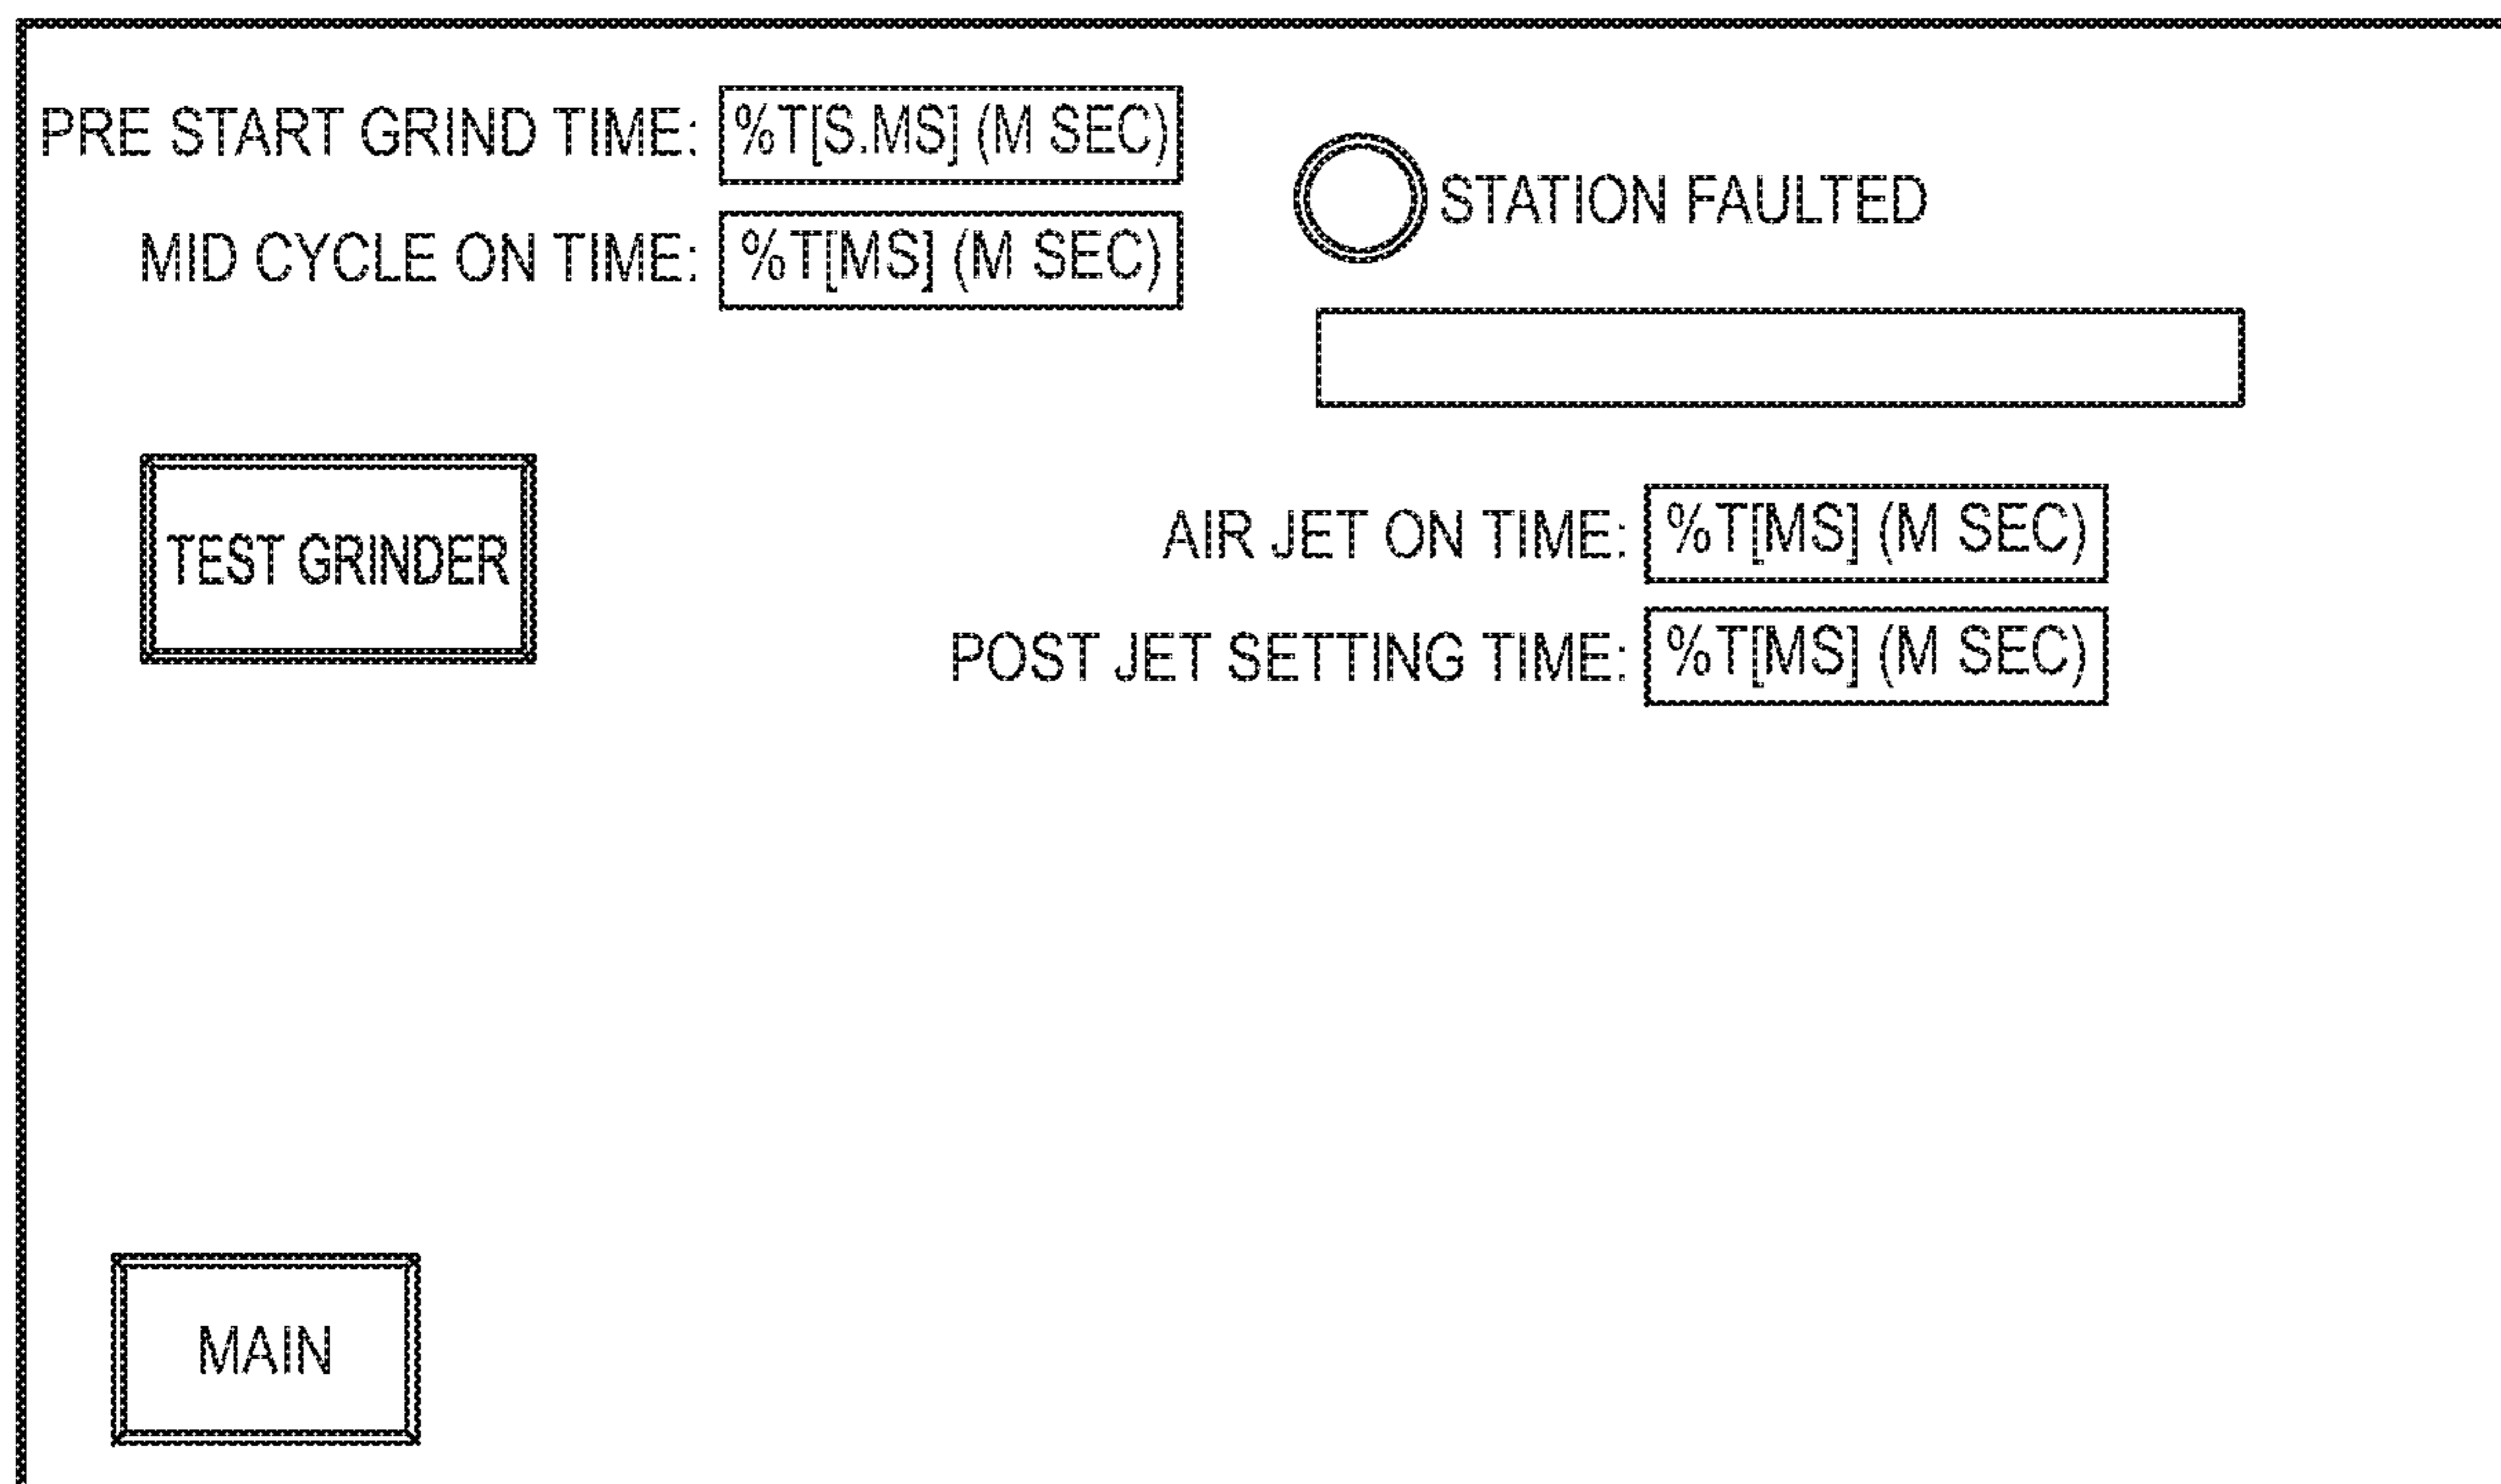 PRE START GRIND TIME: %T[S.MS] (M SEC)
MID CYCLE ON TIME: %T[MS] (M SEC)
STATION FAULTED
TEST GRINDER
AIR JET ON TIME: %T[MS] (M SEC)
POST JET SETTING TIME: %T[MS] (M SEC)
MAIN